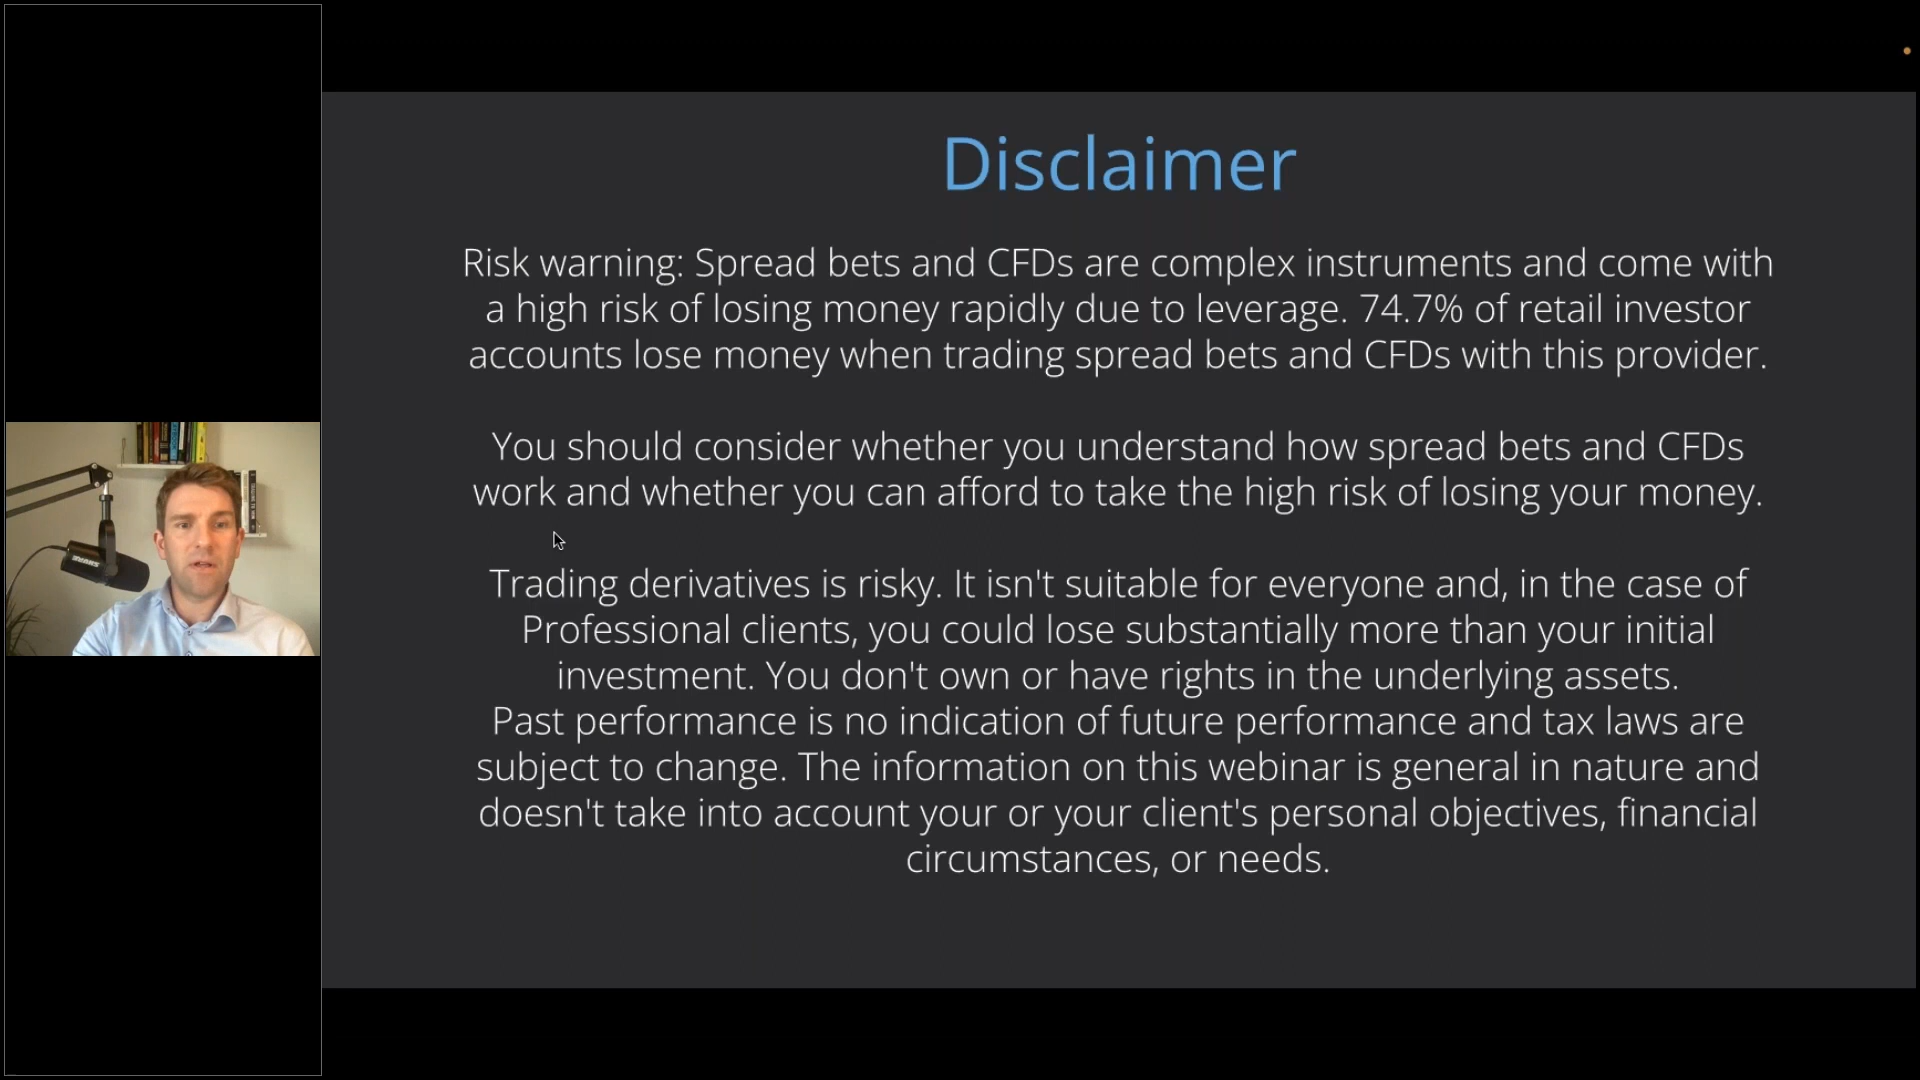 Disclaimer
Risk warning: Spread bets and CFDs are complex instruments and come with
a high risk of losing money rapidly due to leverage. 74.7% of retail investor
accounts lose money when trading spread bets and CFDs with this provider.
You should consider whether you understand how spread bets and CFDs
work and whether you can afford to take the high risk of losing your money.
Trading derivatives is risky. It isn't suitable for everyone and, in the case of
Professional clients, you could lose substantially more than your initial
investment. You don't own or have rights in the underlying assets.
Past performance is no indication of future performance and tax laws are
subject to change. The information on this webinar is general in nature and
doesn't take into account your or your client's personal objectives, financial
circumstances, or needs.